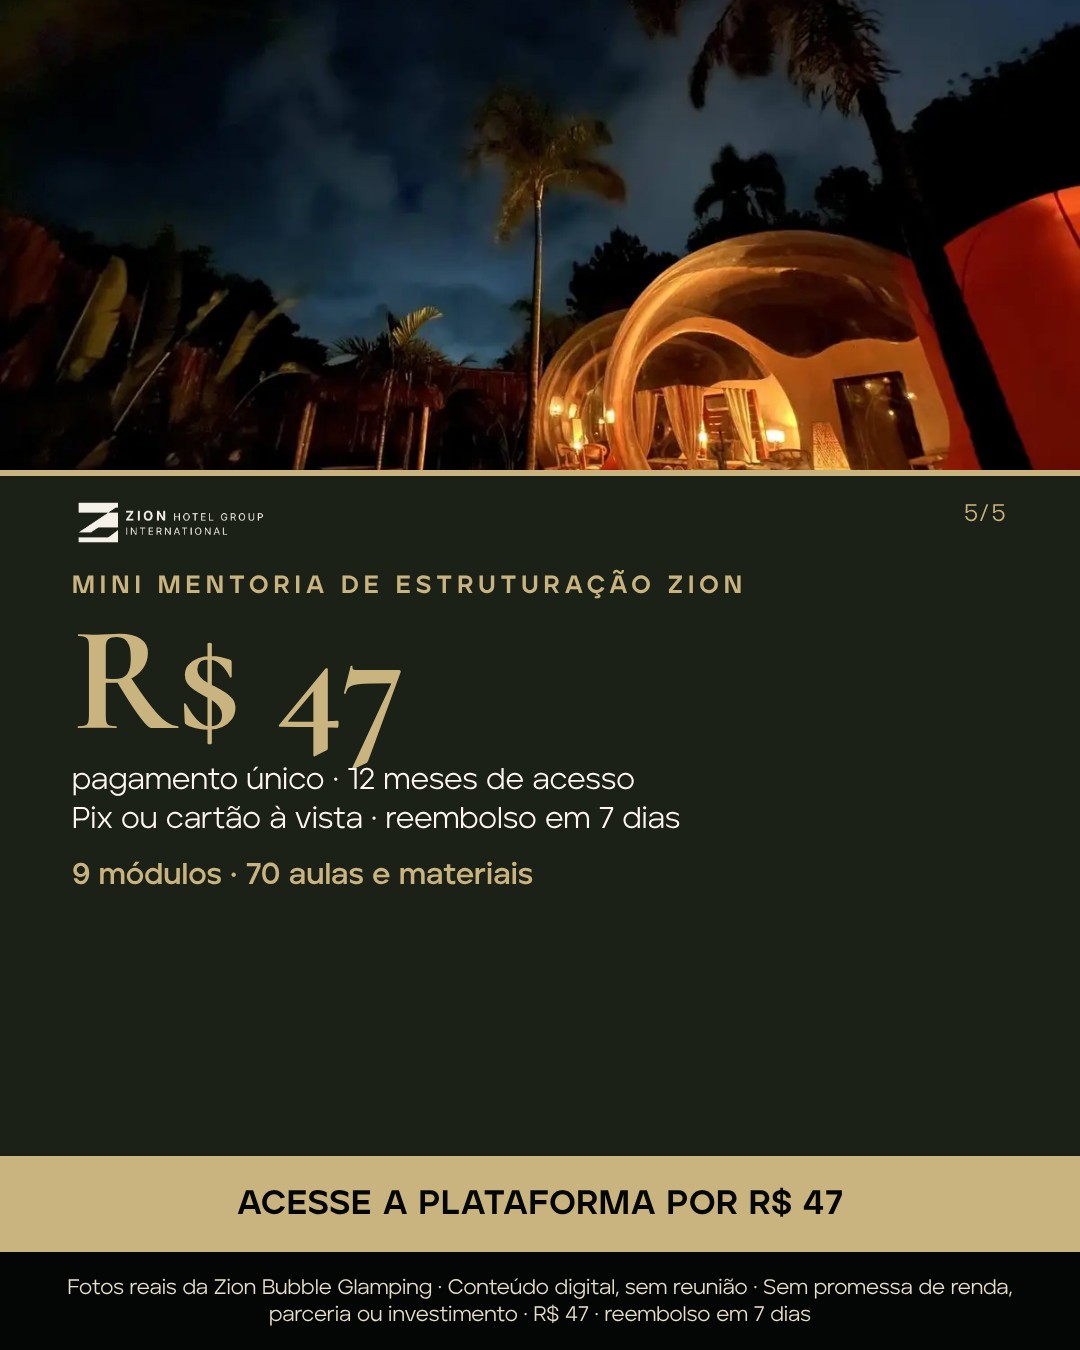 ZION HOTEL GROUP
INTERNATIONAL
5/5
MINI MENTORIA DE ESTRUTURAÇÃO ZION
R$ 47
pagamento único · 12 meses de acesso
Pix ou cartão à vista · reembolso em 7 dias
9 módulos · 70 aulas e materiais
ACESSE A PLATAFORMA POR R$ 47
Fotos reais da Zion Bubble Glamping · Conteúdo digital, sem reunião · Sem promessa de renda,
parceria ou investimento · R$ 47 · reembolso em 7 dias